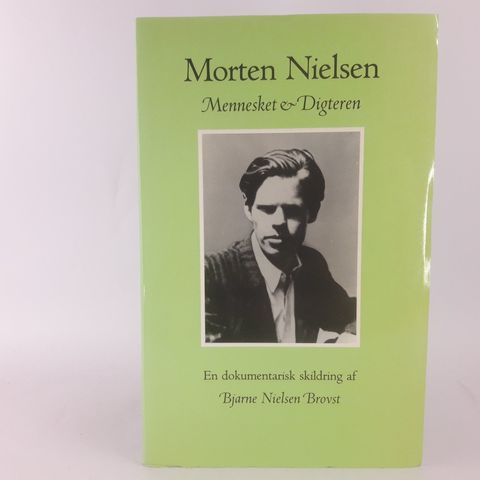 Morten Nielsen
Mennesket & Digteren
En dokumentarisk skildring af
Bjarne Nielsen Brovst